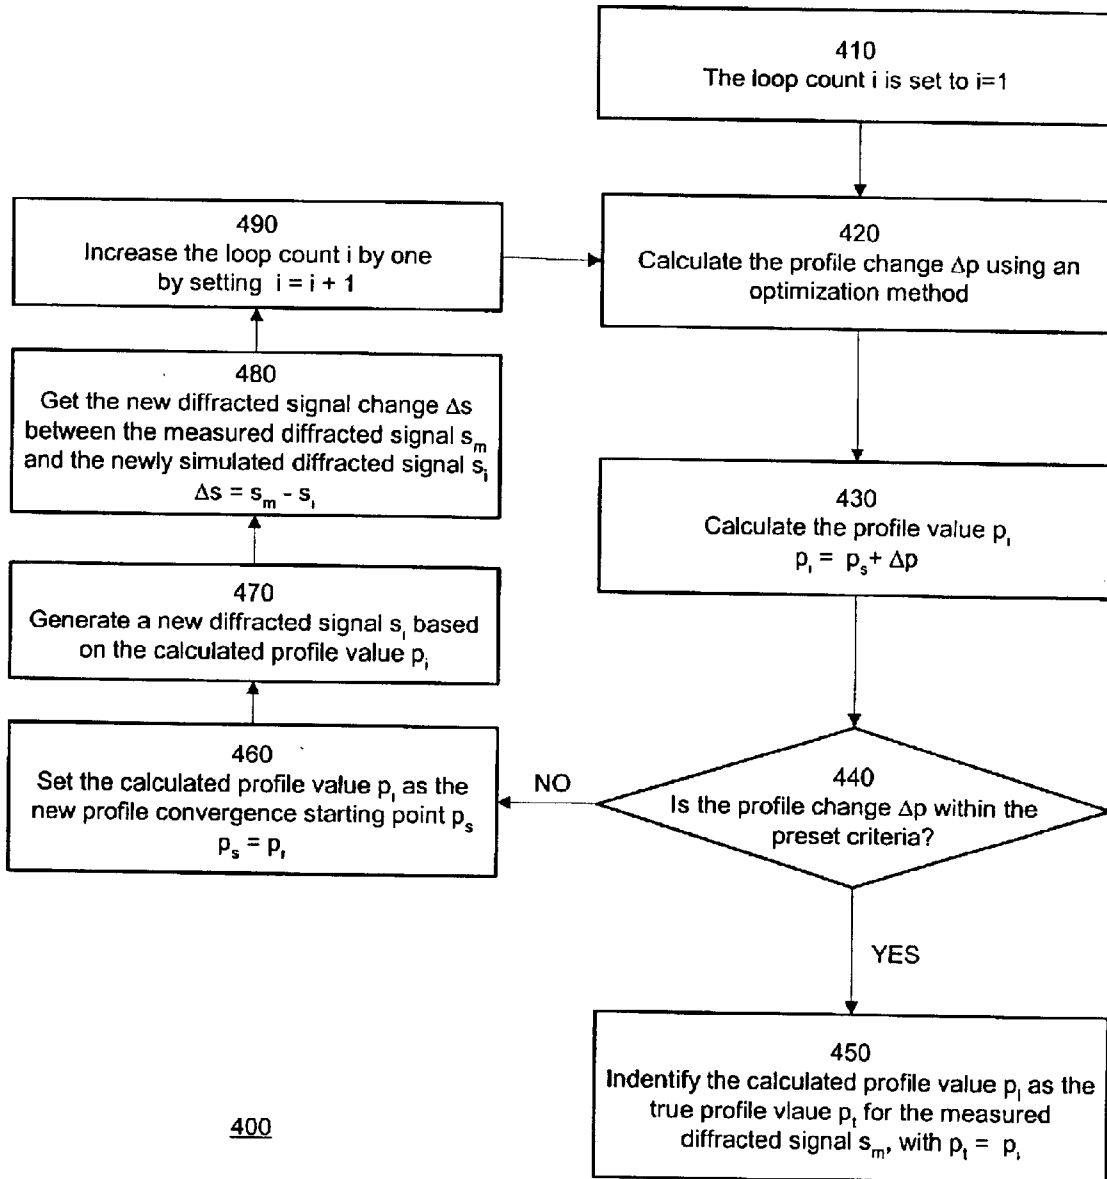 410
The loop count i is set to i=1
420
Calculate the profile change Δp using an
optimization method
430
Calculate the profile value pᵢ
pᵢ = pₛ + Δp
440
Is the profile change Δp within the
preset criteria?
YES
450
Indentify the calculated profile value pᵢ as the
true profile vlaue pₜ for the measured
diffracted signal sₘ, with pₜ = pᵢ
NO
460
Set the calculated profile value pᵢ as the
new profile convergence starting point pₛ
pₛ = pᵢ
470
Generate a new diffracted signal sᵢ based
on the calculated profile value pᵢ
480
Get the new diffracted signal change Δs
between the measured diffracted signal sₘ
and the newly simulated diffracted signal sᵢ
Δs = sₘ - sᵢ
490
Increase the loop count i by one
by setting i = i + 1
400